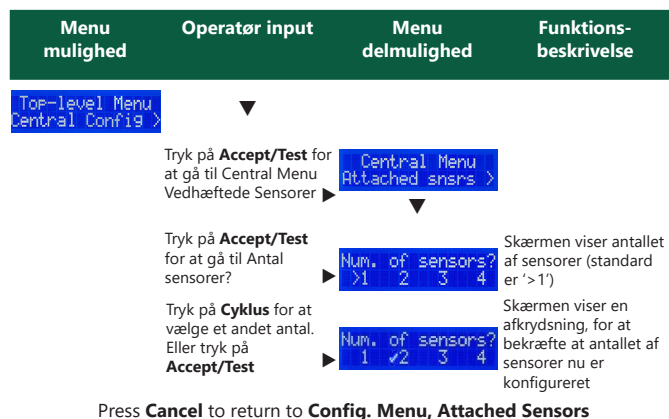 Menu mulighed
Operatør input
Menu delmulighed
Funktions-beskrivelse
Top-level Menu
Central Config >
▼
Tryk på Accept/Test for
at gå til Central Menu
Vedhæftede Sensorer ▶
Central Menu
Attached snsrs >
▼
Tryk på Accept/Test
for at gå til Antal
sensorer? ▶
Num. of sensors?
>1 2 3 4
Skærmen viser antallet
af sensorer (standard
er ‘>1’)
Tryk på Cyklus for at
vælge et andet antal.
Eller tryk på
Accept/Test ▶
Num. of sensors?
1 ✓2 3 4
Skærmen viser en
afkrydsning, for at
bekræfte at antallet af
sensorer nu er
konfigureret
Press Cancel to return to Config. Menu, Attached Sensors